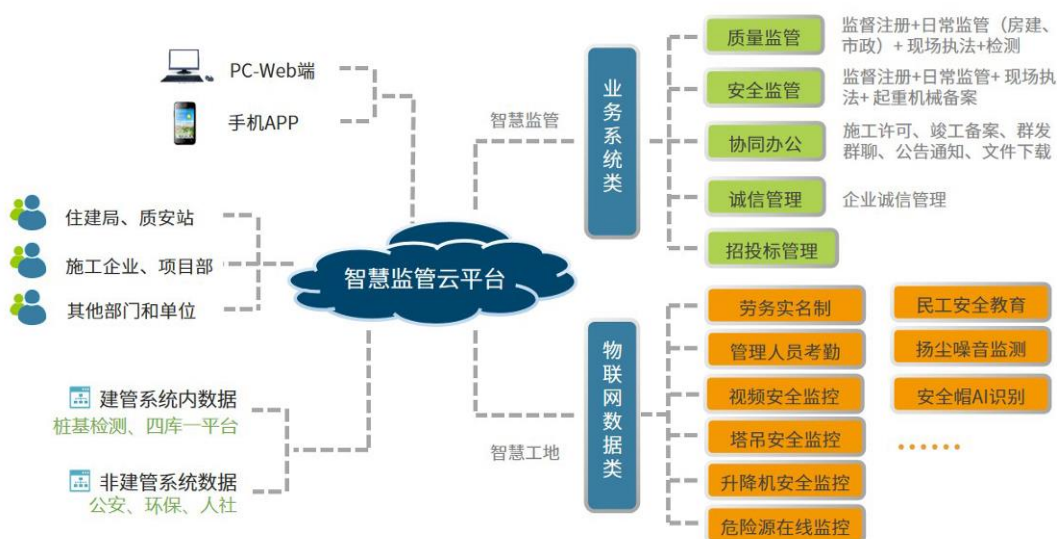 PC-Web端
手机APP
住建局、质安站
施工企业、项目部
其他部门和单位
建管系统内数据
桩基检测、四库一平台
非建管系统数据
公安、环保、人社
智慧监管云平台
智慧监管
业务系统类
质量监管
监督注册+日常监管（房建、
市政）+ 现场执法+检测
安全监管
监督注册+日常监管+ 现场执
法+ 起重机械备案
协同办公
施工许可、竣工备案、群发
群聊、公告通知、文件下载
诚信管理
企业诚信管理
招投标管理
智慧工地
物联网数据类
劳务实名制
民工安全教育
管理人员考勤
扬尘噪音监测
视频安全监控
安全帽AI识别
塔吊安全监控
······
升降机安全监控
危险源在线监控